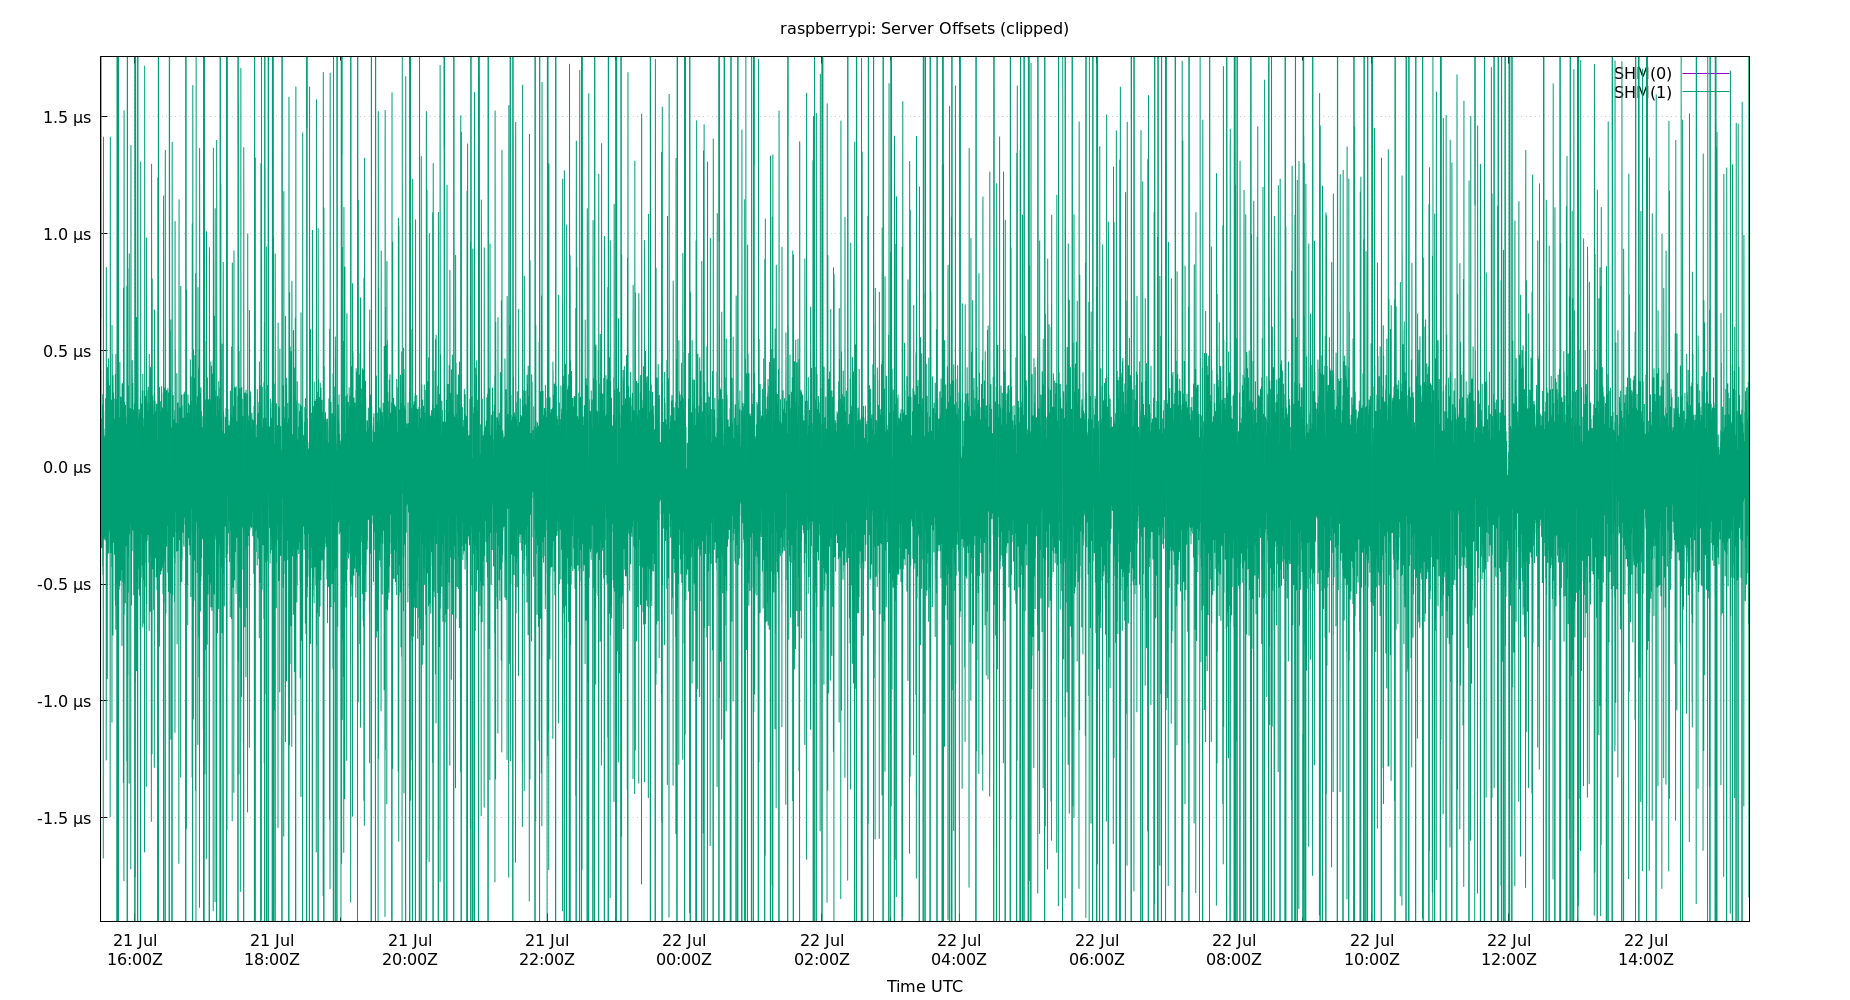 raspberrypi: Server Offsets (clipped)
SHM(0)
SHM(1)
1.5 µs
1.0 µs
0.5 µs
0.0 µs
-0.5 µs
-1.0 µs
-1.5 µs
21 Jul 21 Jul 21 Jul 21 Jul 22 Jul 22 Jul 22 Jul 22 Jul 22 Jul 22 Jul 22 Jul 22 Jul
16:00Z 18:00Z 20:00Z 22:00Z 00:00Z 02:00Z 04:00Z 06:00Z 08:00Z 10:00Z 12:00Z 14:00Z
Time UTC